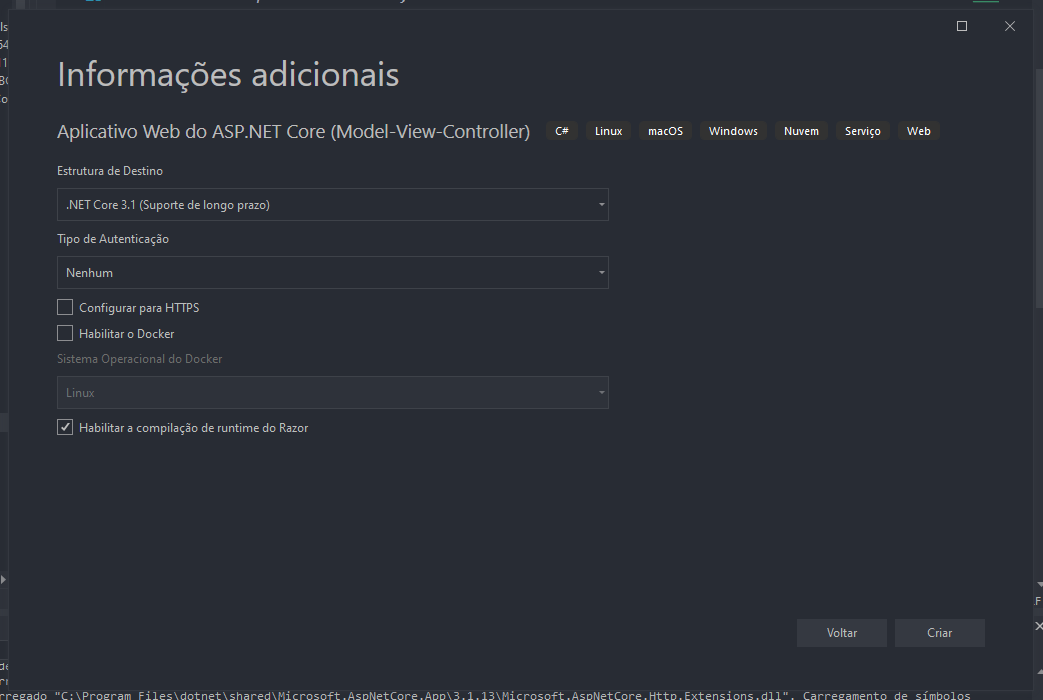 Informações adicionais
Aplicativo Web do ASP.NET Core (Model-View-Controller) C# Linux macOS Windows Nuvem Serviço Web
Estrutura de Destino
.NET Core 3.1 (Suporte de longo prazo)
Tipo de Autenticação
Nenhum
Configurar para HTTPS
Habilitar o Docker
Sistema Operacional do Docker
Linux
Habilitar a compilação de runtime do Razor
Voltar Criar
rregado "C:\Program Files\dotnet\shared\Microsoft.AspNetCore.App\3.1.13\Microsoft.AspNetCore.Http.Extensions.dll". Carregamento de símbolos